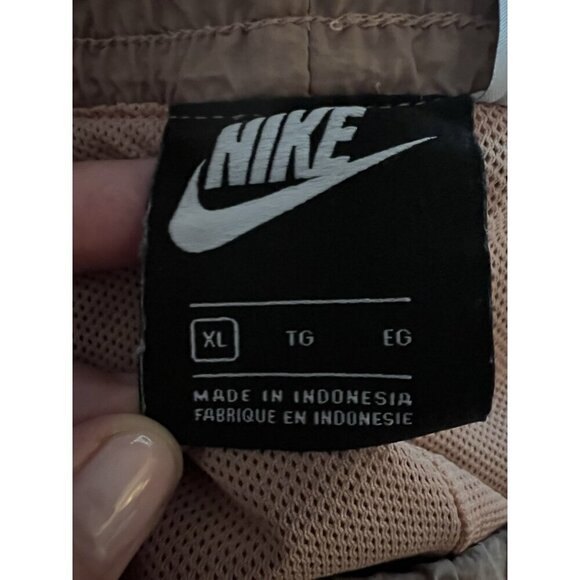 NIKE
XL TG EG
MADE IN INDONESIA
FABRIQUE EN INDONESIE